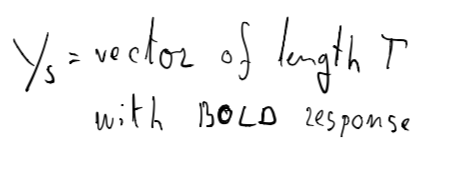 Ys = vector of length T
with BOLD response